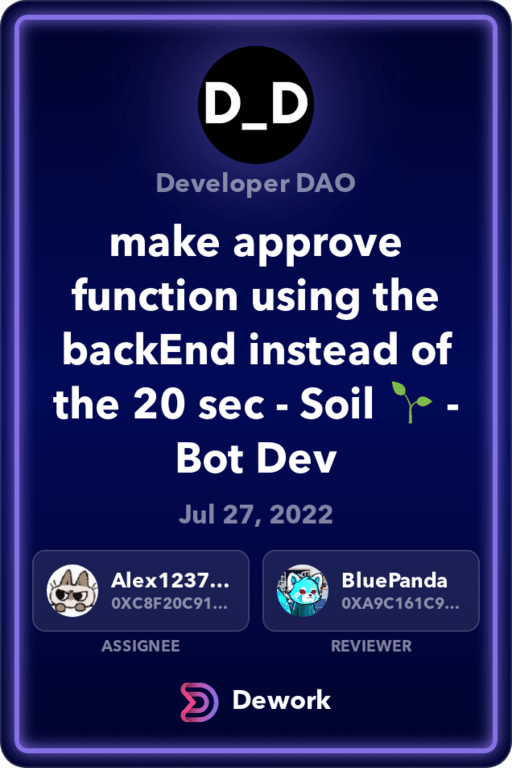 D_D
Developer DAO
make approve
function using the
backEnd instead of
the 20 sec - Soil 🌱 -
Bot Dev
Jul 27, 2022
Alex1237...
0XC8F20C91...
BluePanda
0XA9C161C9...
ASSIGNEE
REVIEWER
Dework